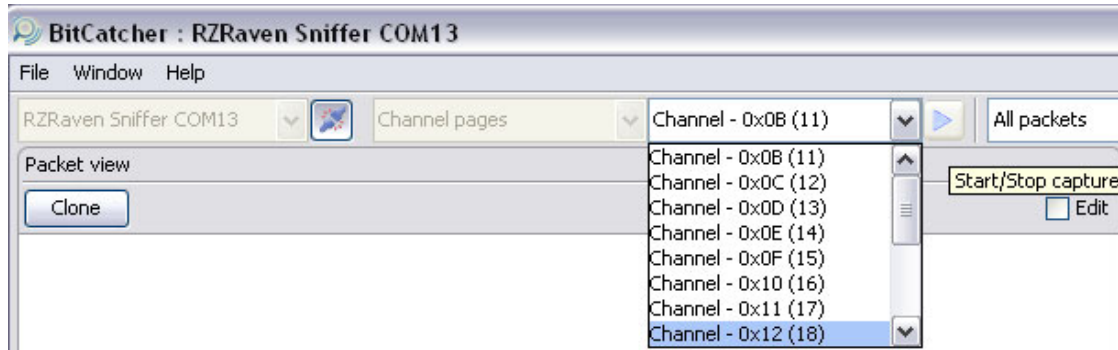 BitCatcher : RZRaven Sniffer COM13
File Window Help
RZRaven Sniffer COM13 Channel pages Channel - 0x0B (11) All packets
Packet view
Clone
Channel - 0x0B (11)
Channel - 0x0C (12)
Channel - 0x0D (13)
Channel - 0x0E (14)
Channel - 0x0F (15)
Channel - 0x10 (16)
Channel - 0x11 (17)
Channel - 0x12 (18)
Start/Stop capture
Edit